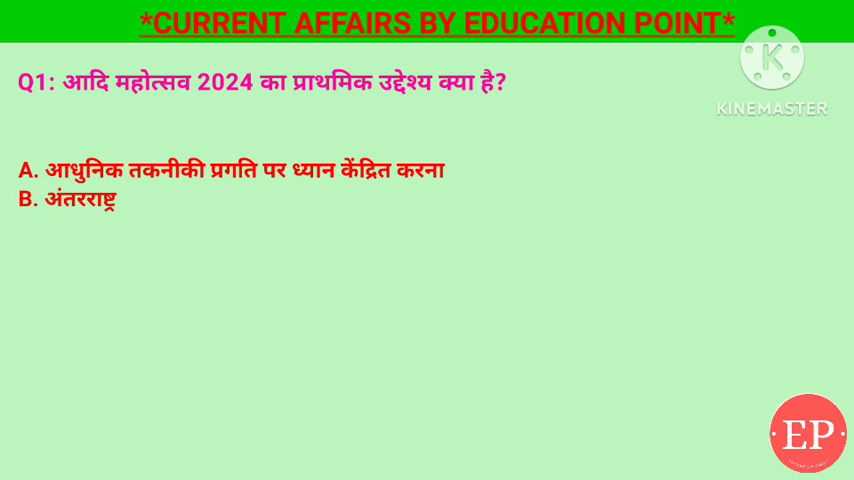 *CURRENT AFFAIRS BY EDUCATION POINT*
Q1: आदि महोत्सव 2024 का प्राथमिक उद्देश्य क्या है?
KINEMASTER
A. आधुनिक तकनीकी प्रगति पर ध्यान केंद्रित करना
B. अंतरराष्ट्र
·EP·